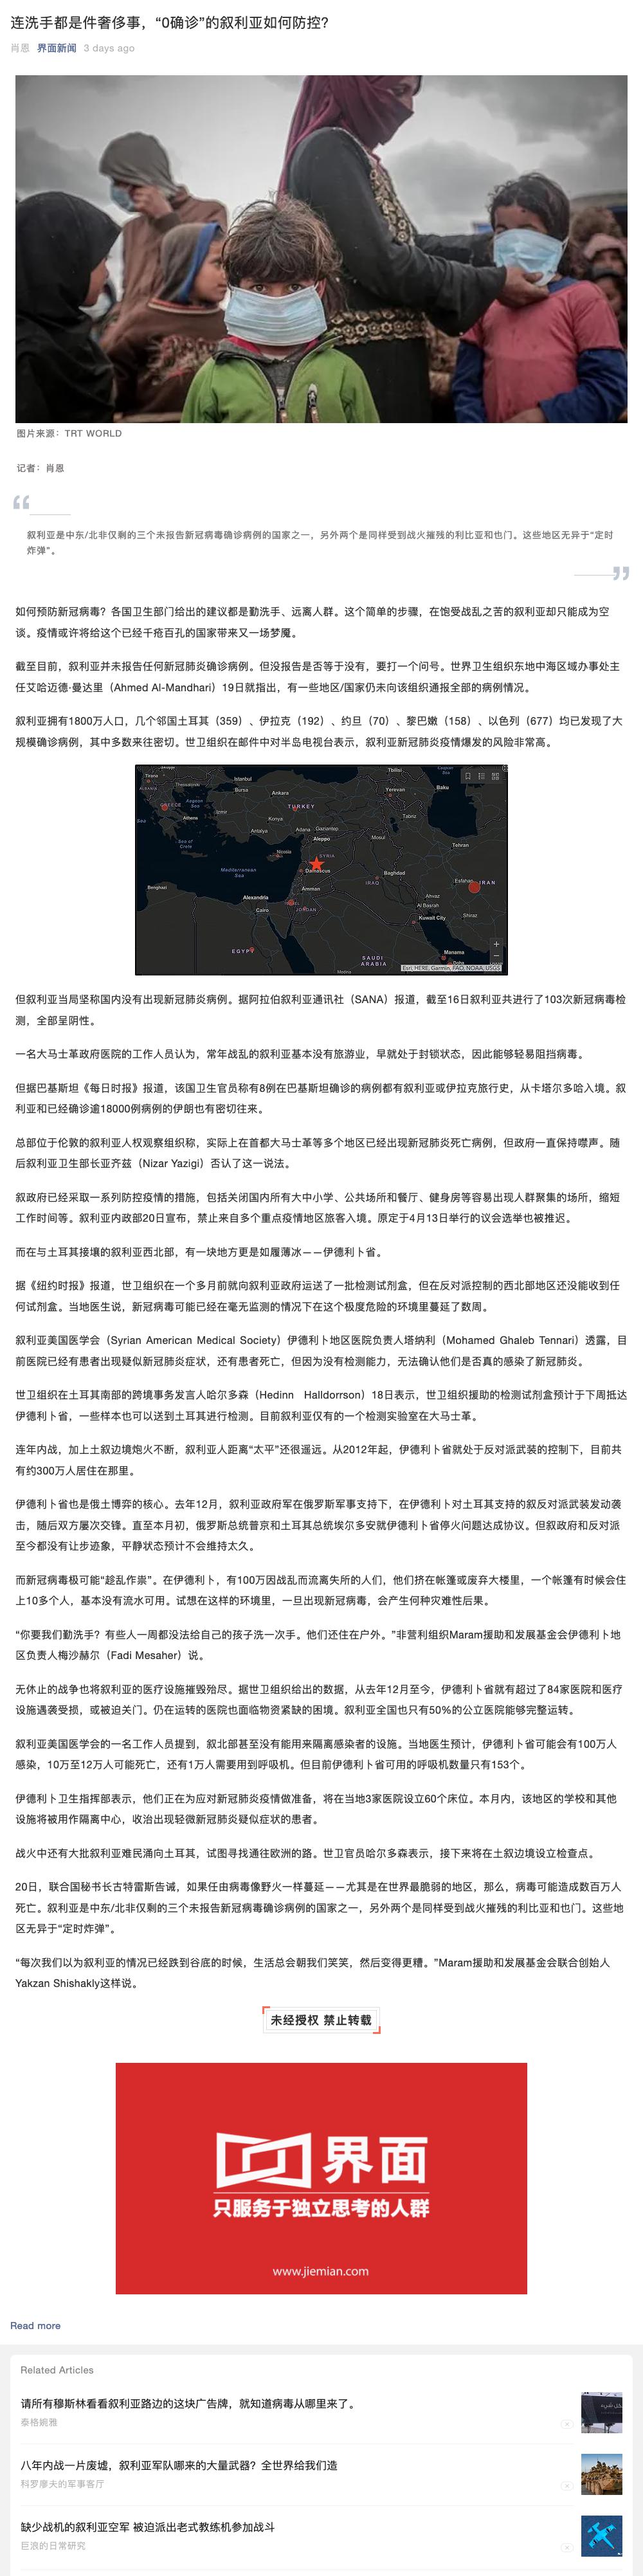 连洗手都是件奢侈事，“0确诊”的叙利亚如何防控？
肖恩 界面新闻 3 days ago
图片来源：TRT WORLD
记者：肖恩
叙利亚是中东/北非仅剩的三个未报告新冠病毒确诊病例的国家之一，另外两个是同样受到战火摧残的利比亚和也门。这些地区无异于“定时
炸弹”。
如何预防新冠病毒？各国卫生部门给出的建议都是勤洗手、远离人群。这个简单的步骤，在饱受战乱之苦的叙利亚却只能成为空
谈。疫情或许将给这个已经千疮百孔的国家带来又一场梦魇。
截至目前，叙利亚并未报告任何新冠肺炎确诊病例。但没报告是否等于没有，要打一个问号。世界卫生组织东地中海区域办事处主
任艾哈迈德·曼达里（Ahmed Al-Mandhari）19日就指出，有一些地区/国家仍未向该组织通报全部的病例情况。
叙利亚拥有1800万人口，几个邻国土耳其（359）、伊拉克（192）、约旦（70）、黎巴嫩（158）、以色列（677）均已发现了大
规模确诊病例，其中多数来往密切。世卫组织在邮件中对半岛电视台表示，叙利亚新冠肺炎疫情爆发的风险非常高。
Tirana
Istanbul
Tbilisi
Bursa
Ankara
Yerevan
Baku
GREECE
Athens
Izmir
TURKEY
Konya
Tabriz
Antalya
Adana
Gaziantep
Mosul
Sea of
Crete
Aleppo
Tehran
Nicosia
SYRIA
Mediterranean
Sea
Damascus
Baghdad
Esfahan
IRAN
Benghazi
Amman
IRAQ
Alexandria
JORDAN
Ahvaz
Cairo
Al Basrah
Shiraz
Kuwait City
EGYPT
SAUDI
ARABIA
Manama
Doha
Esri, HERE, Garmin, FAO, NOAA, USGS
但叙利亚当局坚称国内没有出现新冠肺炎病例。据阿拉伯叙利亚通讯社（SANA）报道，截至16日叙利亚共进行了103次新冠病毒检
测，全部呈阴性。
一名大马士革政府医院的工作人员认为，常年战乱的叙利亚基本没有旅游业，早就处于封锁状态，因此能够轻易阻挡病毒。
但据巴基斯坦《每日时报》报道，该国卫生官员称有8例在巴基斯坦确诊的病例都有叙利亚或伊拉克旅行史，从卡塔尔多哈入境。叙
利亚和已经确诊逾18000例病例的伊朗也有密切往来。
总部位于伦敦的叙利亚人权观察组织称，实际上在首都大马士革等多个地区已经出现新冠肺炎死亡病例，但政府一直保持噤声。随
后叙利亚卫生部长亚齐兹（Nizar Yazigi）否认了这一说法。
叙政府已经采取一系列防控疫情的措施，包括关闭国内所有大中小学、公共场所和餐厅、健身房等容易出现人群聚集的场所，缩短
工作时间等。叙利亚内政部20日宣布，禁止来自多个重点疫情地区旅客入境。原定于4月13日举行的议会选举也被推迟。
而在与土耳其接壤的叙利亚西北部，有一块地方更是如履薄冰——伊德利卜省。
据《纽约时报》报道，世卫组织在一个多月前就向叙利亚政府运送了一批检测试剂盒，但在反对派控制的西北部地区还没能收到任
何试剂盒。当地医生说，新冠病毒可能已经在毫无监测的情况下在这个极度危险的环境里蔓延了数周。
叙利亚美国医学会（Syrian American Medical Society）伊德利卜地区医院负责人塔纳利（Mohamed Ghaleb Tennari）透露，目
前医院已经有患者出现疑似新冠肺炎症状，还有患者死亡，但因为没有检测能力，无法确认他们是否真的感染了新冠肺炎。
世卫组织在土耳其南部的跨境事务发言人哈尔多森（Hedinn Halldorrson）18日表示，世卫组织援助的检测试剂盒预计于下周抵达
伊德利卜省，一些样本也可以送到土耳其进行检测。目前叙利亚仅有的一个检测实验室在大马士革。
连年内战，加上土叙边境炮火不断，叙利亚人距离“太平”还很遥远。从2012年起，伊德利卜省就处于反对派武装的控制下，目前共
有约300万人居住在那里。
伊德利卜省也是俄土博弈的核心。去年12月，叙利亚政府军在俄罗斯军事支持下，在伊德利卜对土耳其支持的叙反对派武装发动袭
击，随后双方屡次交锋。直至本月初，俄罗斯总统普京和土耳其总统埃尔多安就伊德利卜省停火问题达成协议。但叙政府和反对派
至今都没有让步迹象，平静状态预计不会维持太久。
而新冠病毒极可能“趁乱作祟”。在伊德利卜，有100万因战乱而流离失所的人们，他们挤在帐篷或废弃大楼里，一个帐篷有时候会住
上10多个人，基本没有流水可用。试想在这样的环境里，一旦出现新冠病毒，会产生何种灾难性后果。
“你要我们勤洗手？有些人一周都没法给自己的孩子洗一次手。他们还住在户外。”非营利组织Maram援助和发展基金会伊德利卜地
区负责人梅沙赫尔（Fadi Mesaher）说。
无休止的战争也将叙利亚的医疗设施摧毁殆尽。据世卫组织给出的数据，从去年12月至今，伊德利卜省就有超过了84家医院和医疗
设施遇袭受损，或被迫关门。仍在运转的医院也面临物资紧缺的困境。叙利亚全国也只有50%的公立医院能够完整运转。
叙利亚美国医学会的一名工作人员提到，叙北部甚至没有能用来隔离感染者的设施。当地医生预计，伊德利卜省可能会有100万人
感染，10万至12万人可能死亡，还有1万人需要用到呼吸机。但目前伊德利卜省可用的呼吸机数量只有153个。
伊德利卜卫生指挥部表示，他们正在为应对新冠肺炎疫情做准备，将在当地3家医院设立60个床位。本月内，该地区的学校和其他
设施将被用作隔离中心，收治出现轻微新冠肺炎疑似症状的患者。
战火中还有大批叙利亚难民涌向土耳其，试图寻找通往欧洲的路。世卫官员哈尔多森表示，接下来将在土叙边境设立检查点。
20日，联合国秘书长古特雷斯告诫，如果任由病毒像野火一样蔓延——尤其是在世界最脆弱的地区，那么，病毒可能造成数百万人
死亡。叙利亚是中东/北非仅剩的三个未报告新冠病毒确诊病例的国家之一，另外两个是同样受到战火摧残的利比亚和也门。这些地
区无异于“定时炸弹”。
“每次我们以为叙利亚的情况已经跌到谷底的时候，生活总会朝我们笑笑，然后变得更糟。”Maram援助和发展基金会联合创始人
Yakzan Shishakly这样说。
未经授权 禁止转载
界面
只服务于独立思考的人群
www.jiemian.com
Read more
Related Articles
请所有穆斯林看看叙利亚路边的这块广告牌，就知道病毒从哪里来了。
泰格豌雅
八年内战一片废墟，叙利亚军队哪来的大量武器？全世界给我们造
科罗摩夫的军事客厅
缺少战机的叙利亚空军 被迫派出老式教练机参加战斗
巨浪的日常研究